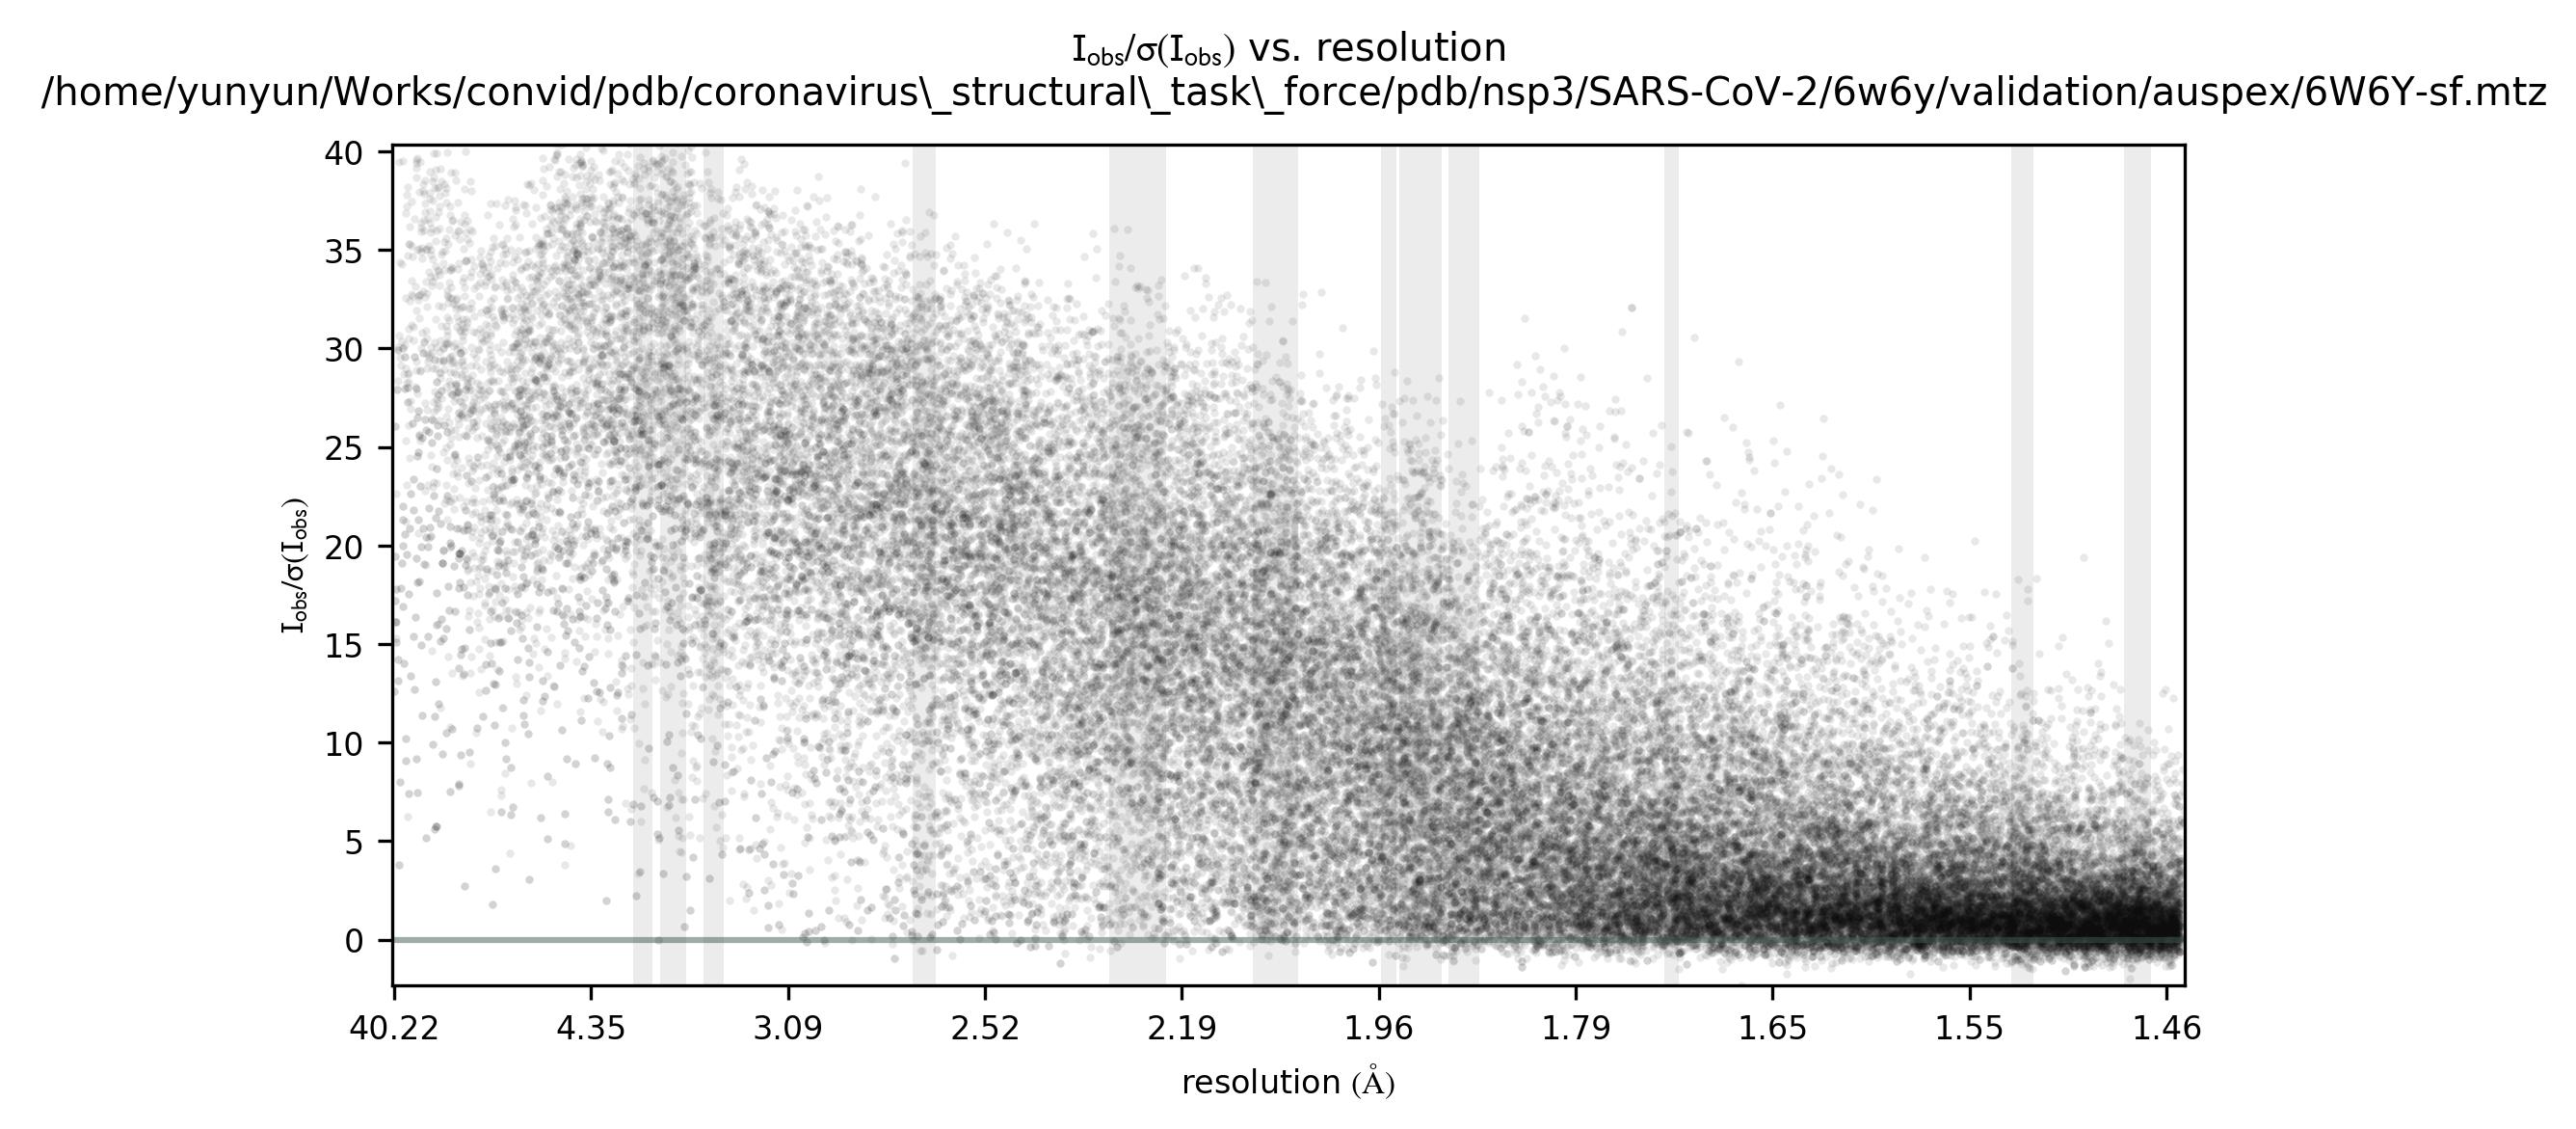 Iobs/σ(Iobs) vs. resolution
/home/yunyun/Works/convid/pdb/coronavirus\_structural\_task\_force/pdb/nsp3/SARS-CoV-2/6w6y/validation/auspex/6W6Y-sf.mtz
40
35
30
25
20
15
10
5
0
Iobs/σ(Iobs)
40.22 4.35 3.09 2.52 2.19 1.96 1.79 1.65 1.55 1.46
resolution (Å)